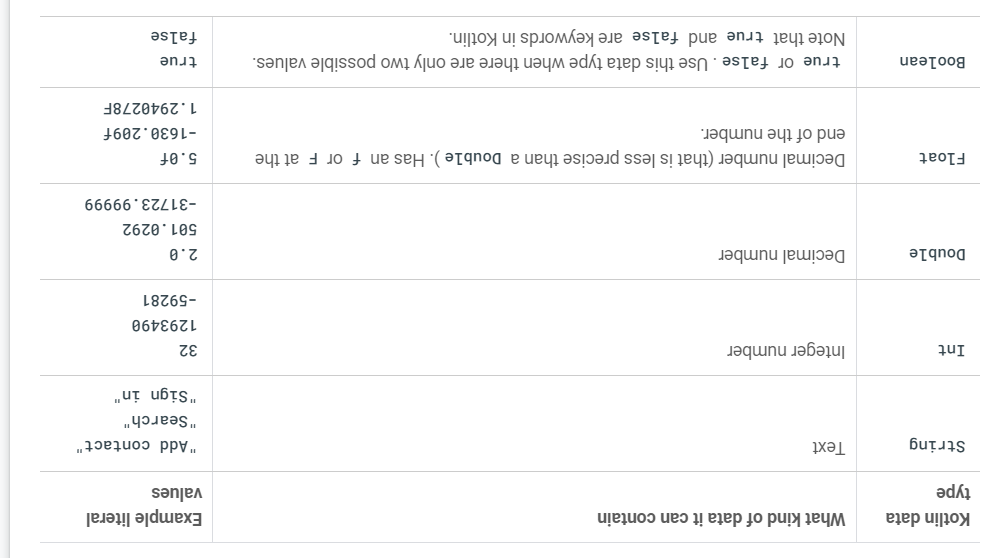 Kotlin data
type
What kind of data it can contain
Example literal
values
String
Text
"Add contact"
"Search"
"Sign in"
Int
Integer number
32
1293490
-59281
Double
Decimal number
2.0
501.0292
-31723.99999
Float
Decimal number (that is less precise than a Double ). Has an f or F at the
end of the number.
5.0f
-1630.209f
1.2940278F
Boolean
true or false . Use this data type when there are only two possible values.
Note that true and false are keywords in Kotlin.
true
false